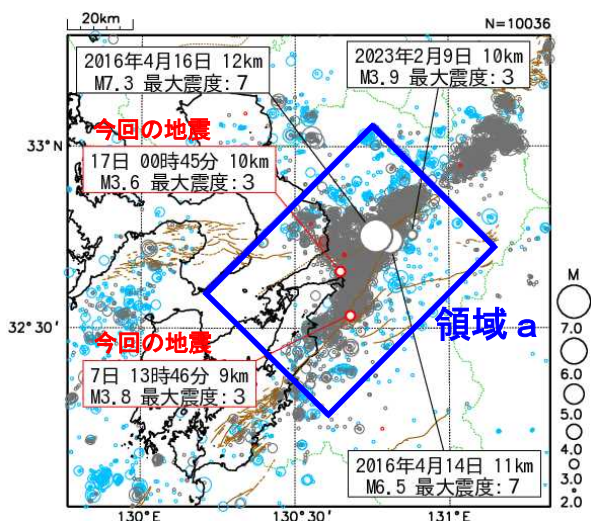 20km
N=10036
2016年4月16日 12km
M7.3 最大震度:7
2023年2月9日 10km
M3.9 最大震度:3
今回の地震
17日 00時45分 10km
M3.6 最大震度:3
33°N
領域a
32°30'
今回の地震
7日 13時46分 9km
M3.8 最大震度:3
2016年4月14日 11km
M6.5 最大震度:7
M
7.0
6.0
5.0
4.0
3.0
2.0
130°E
130°30'
131°E